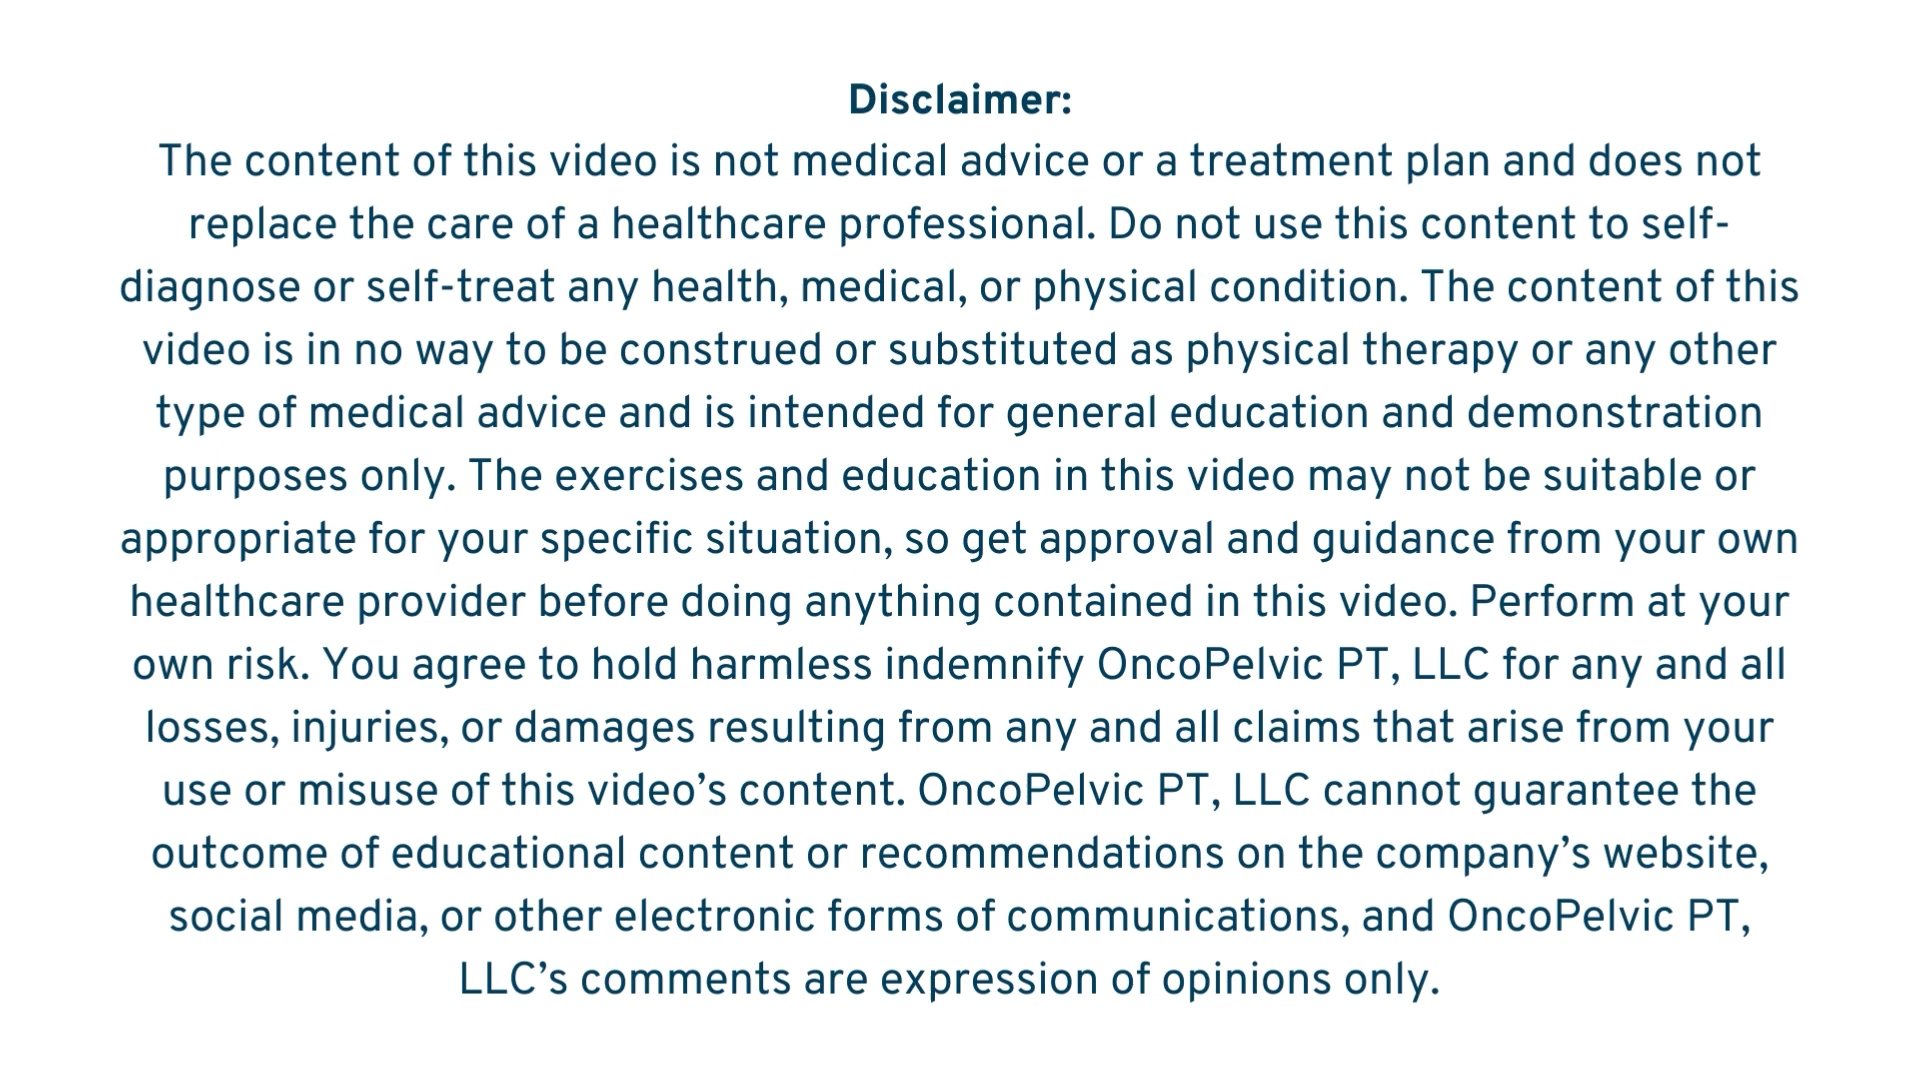 Disclaimer:
The content of this video is not medical advice or a treatment plan and does not
replace the care of a healthcare professional. Do not use this content to self-
diagnose or self-treat any health, medical, or physical condition. The content of this
video is in no way to be construed or substituted as physical therapy or any other
type of medical advice and is intended for general education and demonstration
purposes only. The exercises and education in this video may not be suitable or
appropriate for your specific situation, so get approval and guidance from your own
healthcare provider before doing anything contained in this video. Perform at your
own risk. You agree to hold harmless indemnify OncoPelvic PT, LLC for any and all
losses, injuries, or damages resulting from any and all claims that arise from your
use or misuse of this video’s content. OncoPelvic PT, LLC cannot guarantee the
outcome of educational content or recommendations on the company’s website,
social media, or other electronic forms of communications, and OncoPelvic PT,
LLC’s comments are expression of opinions only.